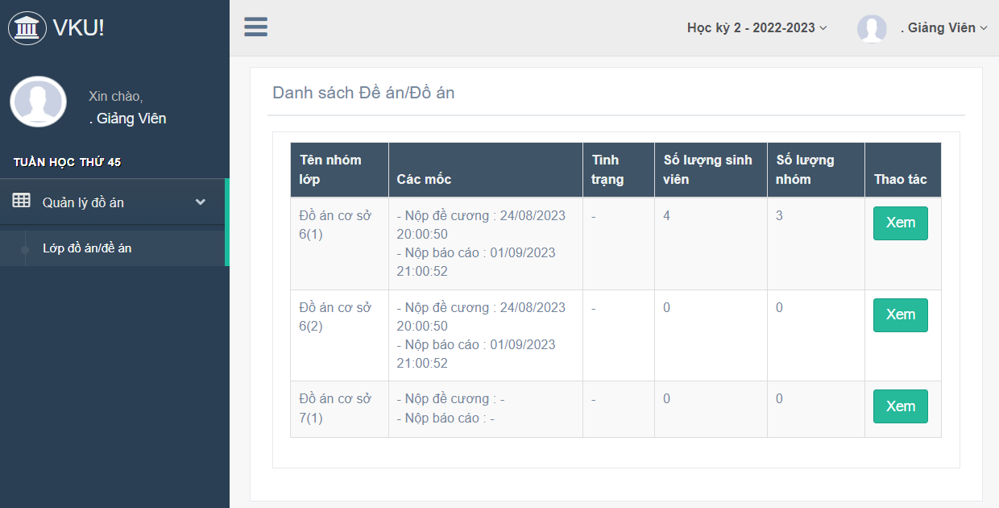 VKU!
Học kỳ 2 - 2022-2023
. Giảng Viên
Xin chào,
. Giảng Viên
TUẦN HỌC THỨ 45
Quản lý đồ án
Lớp đồ án/đề án
Danh sách Đề án/Đồ án
Tên nhóm lớp
Các mốc
Tình trạng
Số lượng sinh viên
Số lượng nhóm
Thao tác
Đồ án cơ sở
6(1)
- Nộp đề cương : 24/08/2023
20:00:50
- Nộp báo cáo : 01/09/2023
21:00:52
-
4
3
Xem
Đồ án cơ sở
6(2)
- Nộp đề cương : 24/08/2023
20:00:50
- Nộp báo cáo : 01/09/2023
21:00:52
-
0
0
Xem
Đồ án cơ sở
7(1)
- Nộp đề cương : -
- Nộp báo cáo : -
-
0
0
Xem